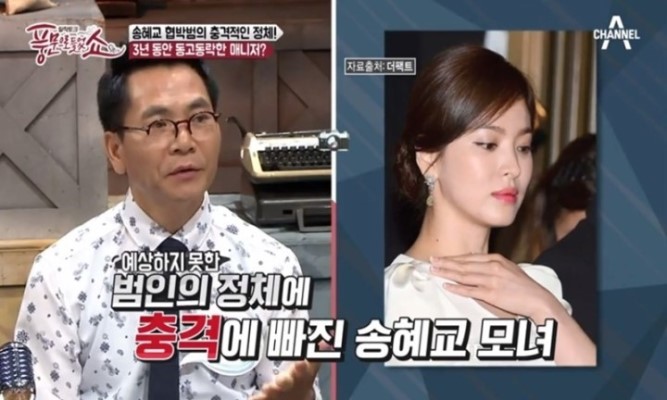 풍문으로들었쇼
송혜교 협박범의 충격적인 정체!
3년 동안 동고동락한 매니저?
CHANNEL A
자료출처: 더팩트
예상하지 못한
범인의 정체에
충격에 빠진 송혜교 모녀